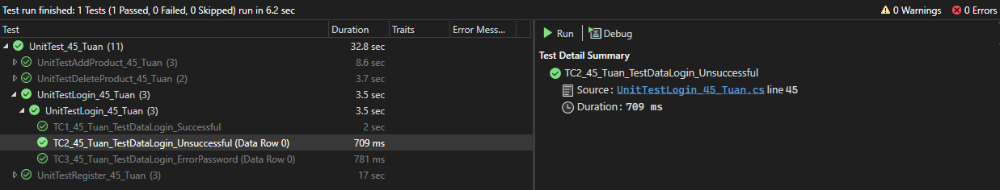 Test run finished: 1 Tests (1 Passed, 0 Failed, 0 Skipped) run in 6.2 sec
0 Warnings
0 Errors
Test Duration Traits Error Mess...
UnitTest_45_Tuan (11) 32.8 sec
UnitTestAddProduct_45_Tuan (3) 8.6 sec
UnitTestDeleteProduct_45_Tuan (2) 3.7 sec
UnitTestLogin_45_Tuan (3) 3.5 sec
UnitTestLogin_45_Tuan (3) 3.5 sec
TC1_45_Tuan_TestDataLogin_Successful 2 sec
TC2_45_Tuan_TestDataLogin_Unsuccessful (Data Row 0) 709 ms
TC3_45_Tuan_TestDataLogin_ErrorPassword (Data Row 0) 781 ms
UnitTestRegister_45_Tuan (3) 17 sec
Run Debug
Test Detail Summary
TC2_45_Tuan_TestDataLogin_Unsuccessful
Source: UnitTestLogin_45_Tuan.cs line 45
Duration: 709 ms